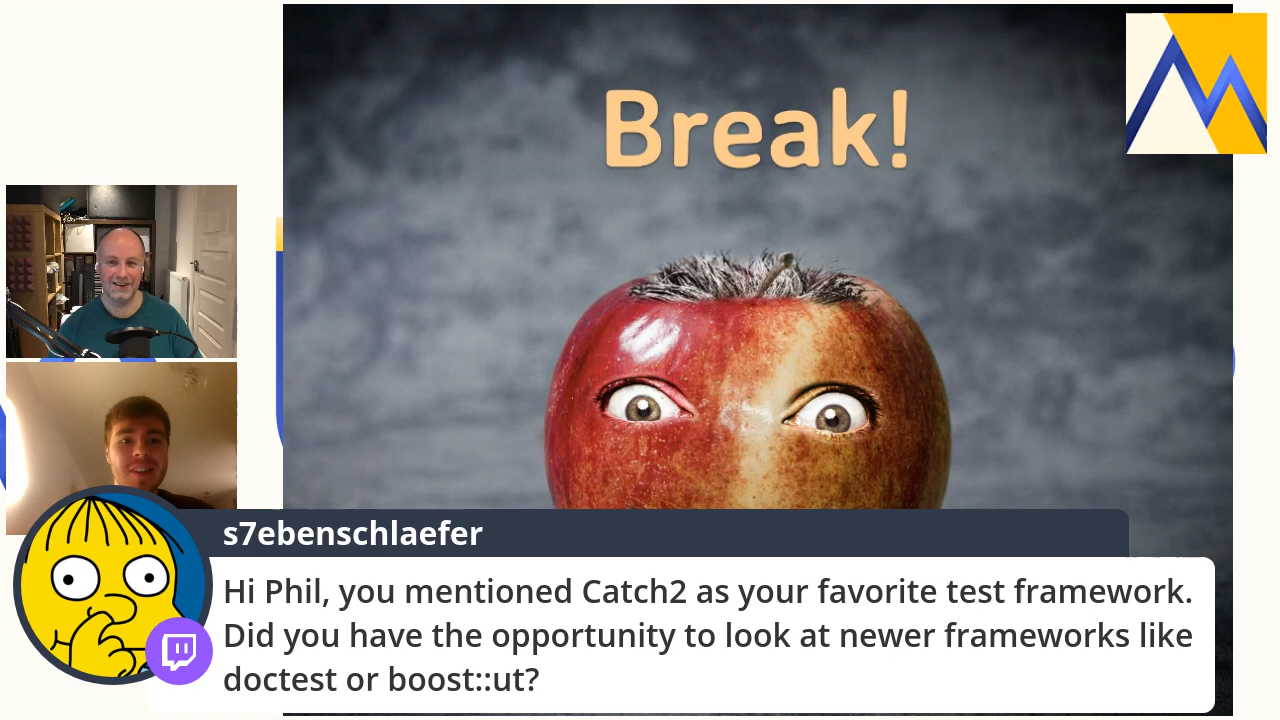 Break!
s7ebenschlaefer
Hi Phil, you mentioned Catch2 as your favorite test framework.
Did you have the opportunity to look at newer frameworks like
doctest or boost::ut?